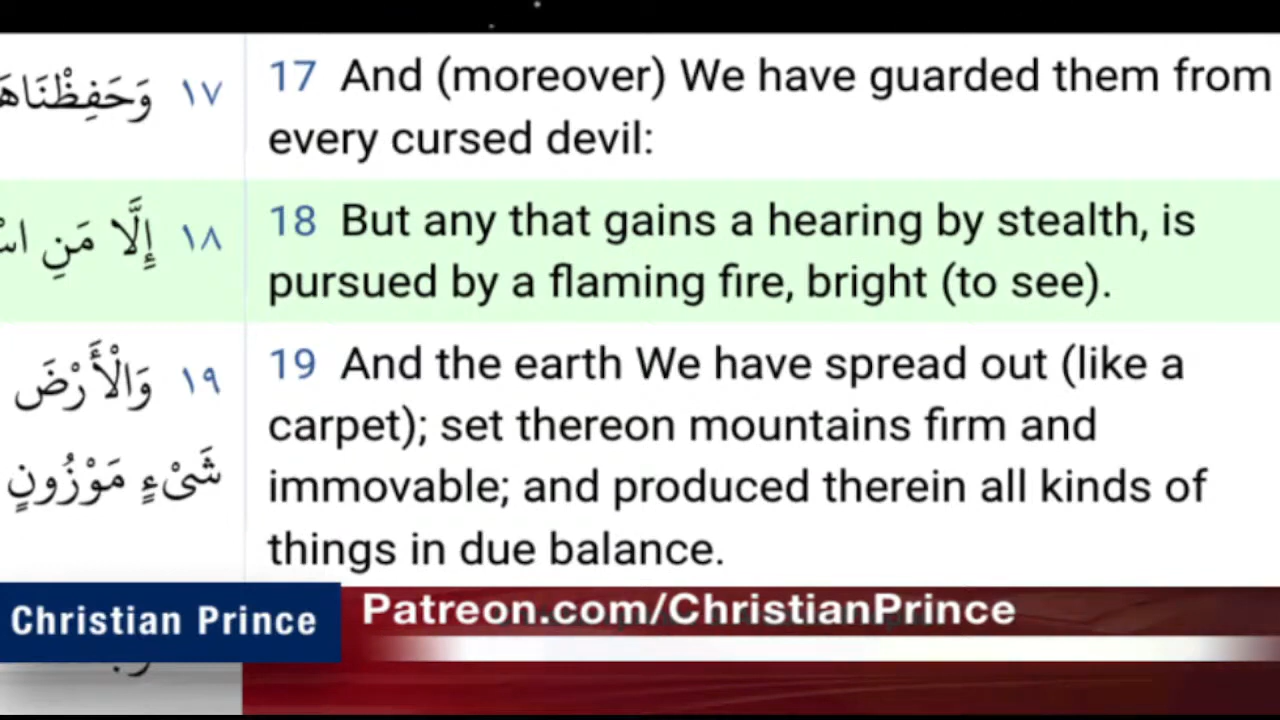 ١٧ وَحَفِظْنَاهَا
17 And (moreover) We have guarded them from
every cursed devil:
١٨ إِلَّا مَنِ
18 But any that gains a hearing by stealth, is
pursued by a flaming fire, bright (to see).
١٩ وَالْأَرْضَ
شَيْءٍ مَوْزُونٍ
19 And the earth We have spread out (like a
carpet); set thereon mountains firm and
immovable; and produced therein all kinds of
things in due balance.
Christian Prince
Patreon.com/ChristianPrince